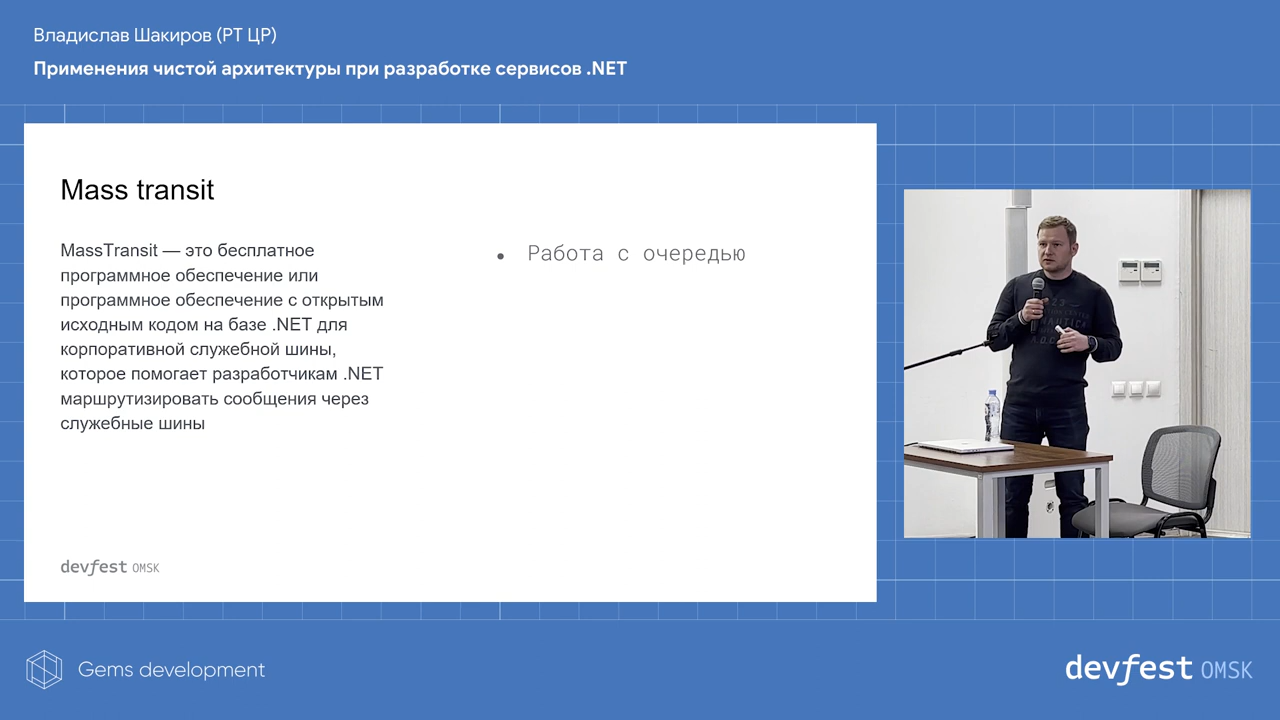 Владислав Шакиров (РТ ЦР)
Применения чистой архитектуры при разработке сервисов .NET
Mass transit
MassTransit — это бесплатное
программное обеспечение или
программное обеспечение с открытым
исходным кодом на базе .NET для
корпоративной служебной шины,
которое помогает разработчикам .NET
маршрутизировать сообщения через
служебные шины
• Работа с очередью
devfest OMSK
Gems development
devfest OMSK